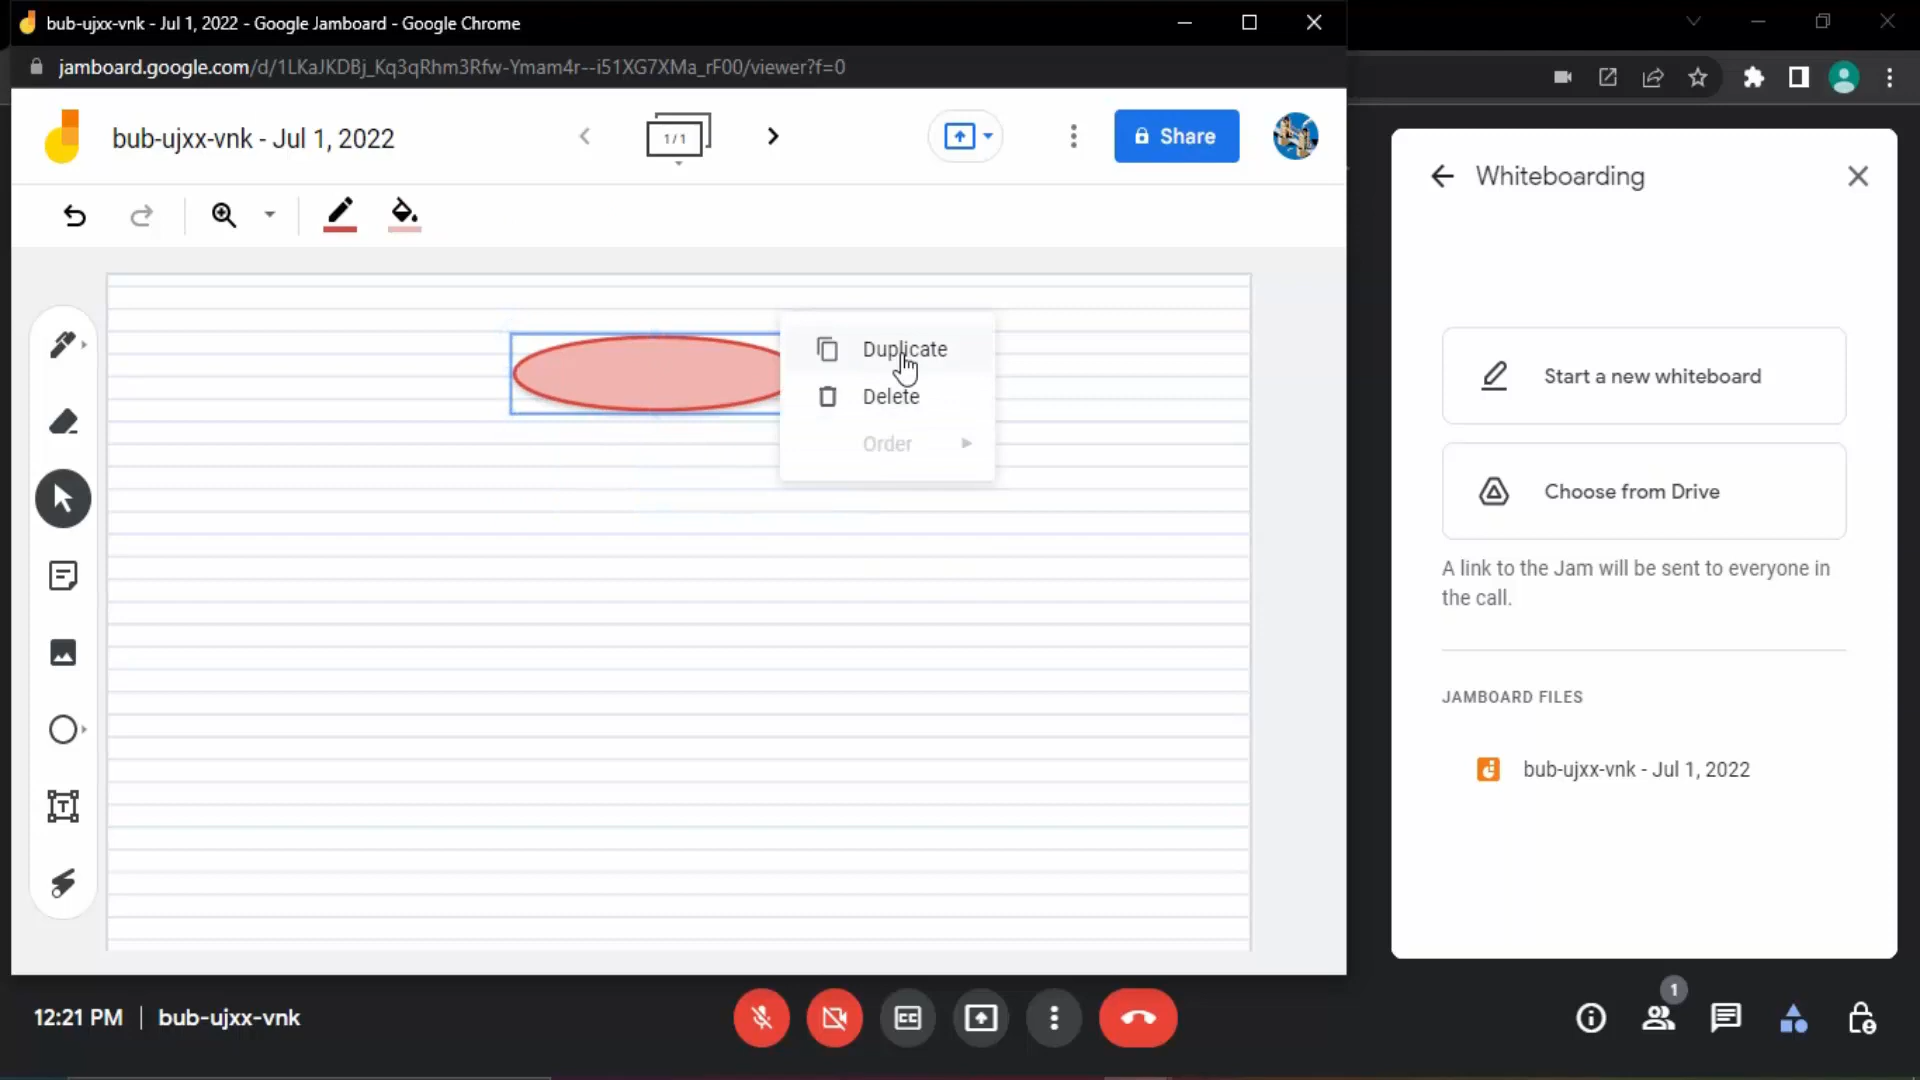 bub-ujxx-vnk - Jul 1, 2022 - Google Jamboard - Google Chrome
jamboard.google.com/d/1LKaJKDBj_Kq3qRhm3Rfw-Ymam4r--i51XG7XMa_rF00/viewer?f=0
bub-ujxx-vnk - Jul 1, 2022
1/1
Share
Duplicate
Delete
Order
Whiteboarding
Start a new whiteboard
Choose from Drive
A link to the Jam will be sent to everyone in
the call.
JAMBOARD FILES
bub-ujxx-vnk - Jul 1, 2022
12:21 PM | bub-ujxx-vnk
CC
1